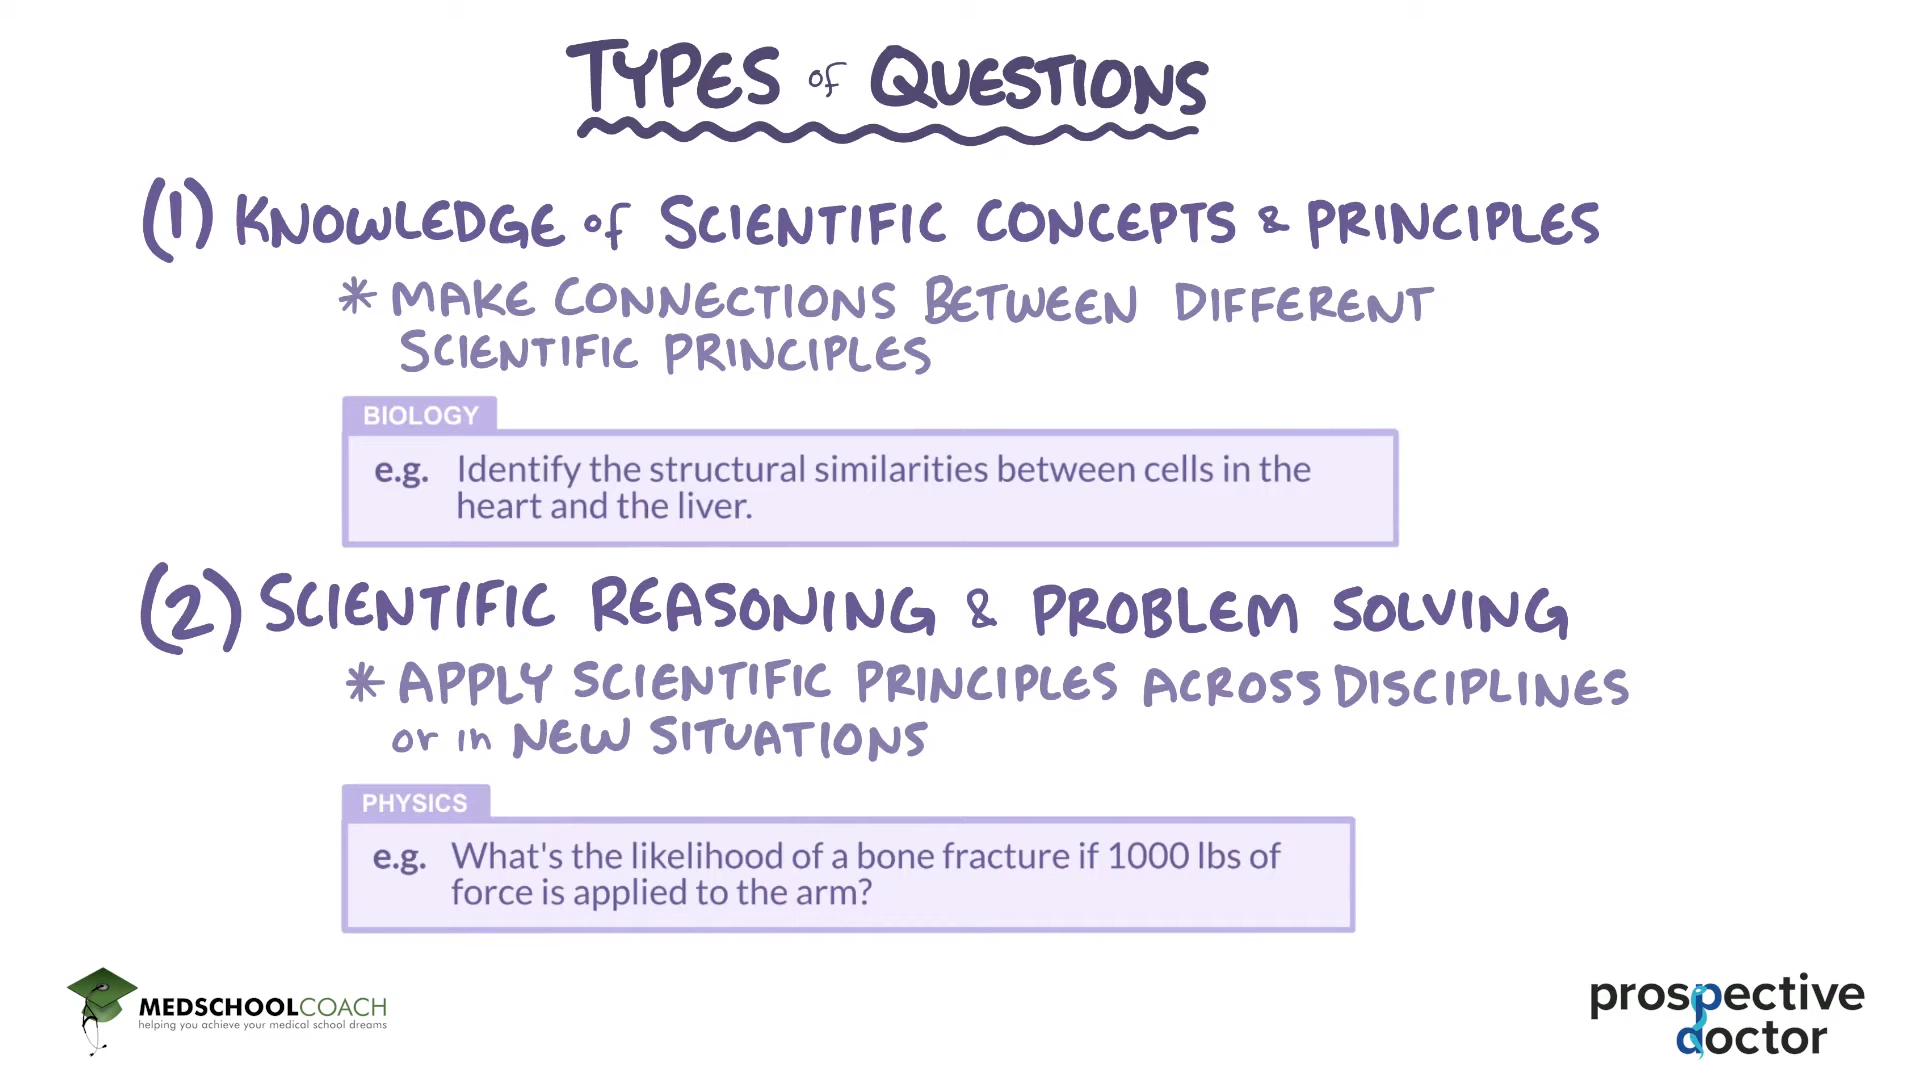 TYPES of QUESTIONS
(1) KNOWLEDGE of SCIENTIFIC CONCEPTS & PRINCIPLES
* MAKE CONNECTIONS BETWEEN DIFFERENT
SCIENTIFIC PRINCIPLES
BIOLOGY
e.g. Identify the structural similarities between cells in the
heart and the liver.
(2) SCIENTIFIC REASONING & PROBLEM SOLVING
* APPLY SCIENTIFIC PRINCIPLES ACROSS DISCIPLINES
or in NEW SITUATIONS
PHYSICS
e.g. What's the likelihood of a bone fracture if 1000 lbs of
force is applied to the arm?
MEDSCHOOLCOACH
helping you achieve your medical school dreams
prospective
doctor